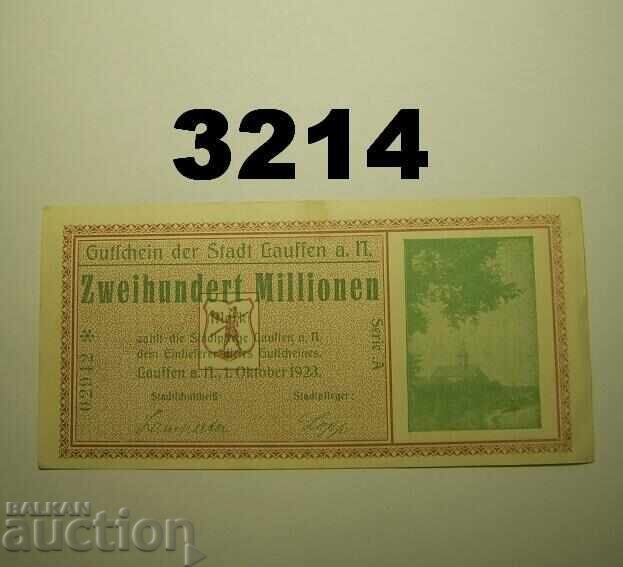 3214
Gutschein der Stadt Lauffen a. N.
Zweihundert Millionen
Mark
zahlt die Stadtpflege Lauffen a. N.
dem Einlieferer dieses Gutscheines.
Lauffen a. N., 1. Oktober 1923.
Stadtschultheiß Stadtpfleger:
02942 *
Serie A
BALKAN
auction